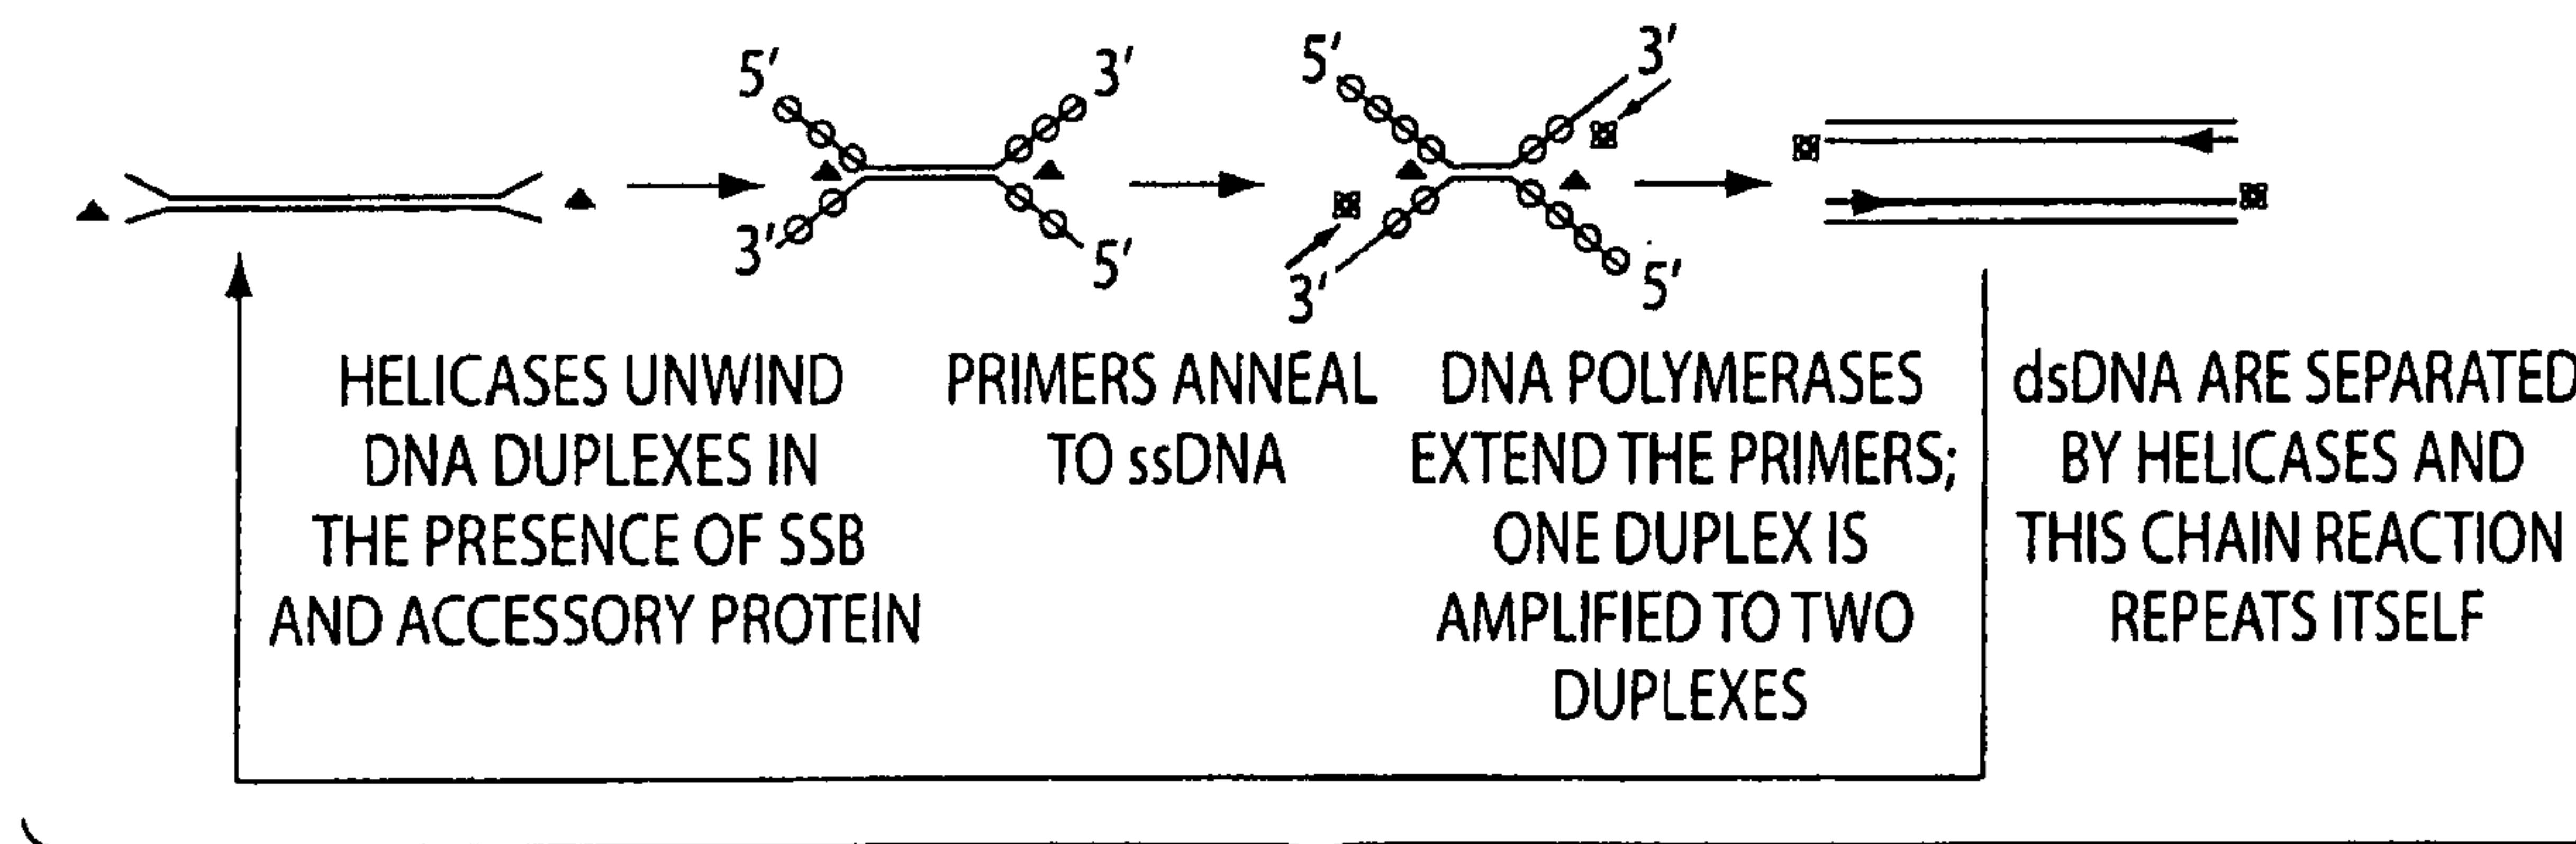 5' 3' 5' 3'
3' 5' 3' 5'
HELICASES UNWIND
DNA DUPLEXES IN
THE PRESENCE OF SSB
AND ACCESSORY PROTEIN
PRIMERS ANNEAL
TO ssDNA
DNA POLYMERASES
EXTEND THE PRIMERS;
ONE DUPLEX IS
AMPLIFIED TO TWO
DUPLEXES
dsDNA ARE SEPARATED
BY HELICASES AND
THIS CHAIN REACTION
REPEATS ITSELF